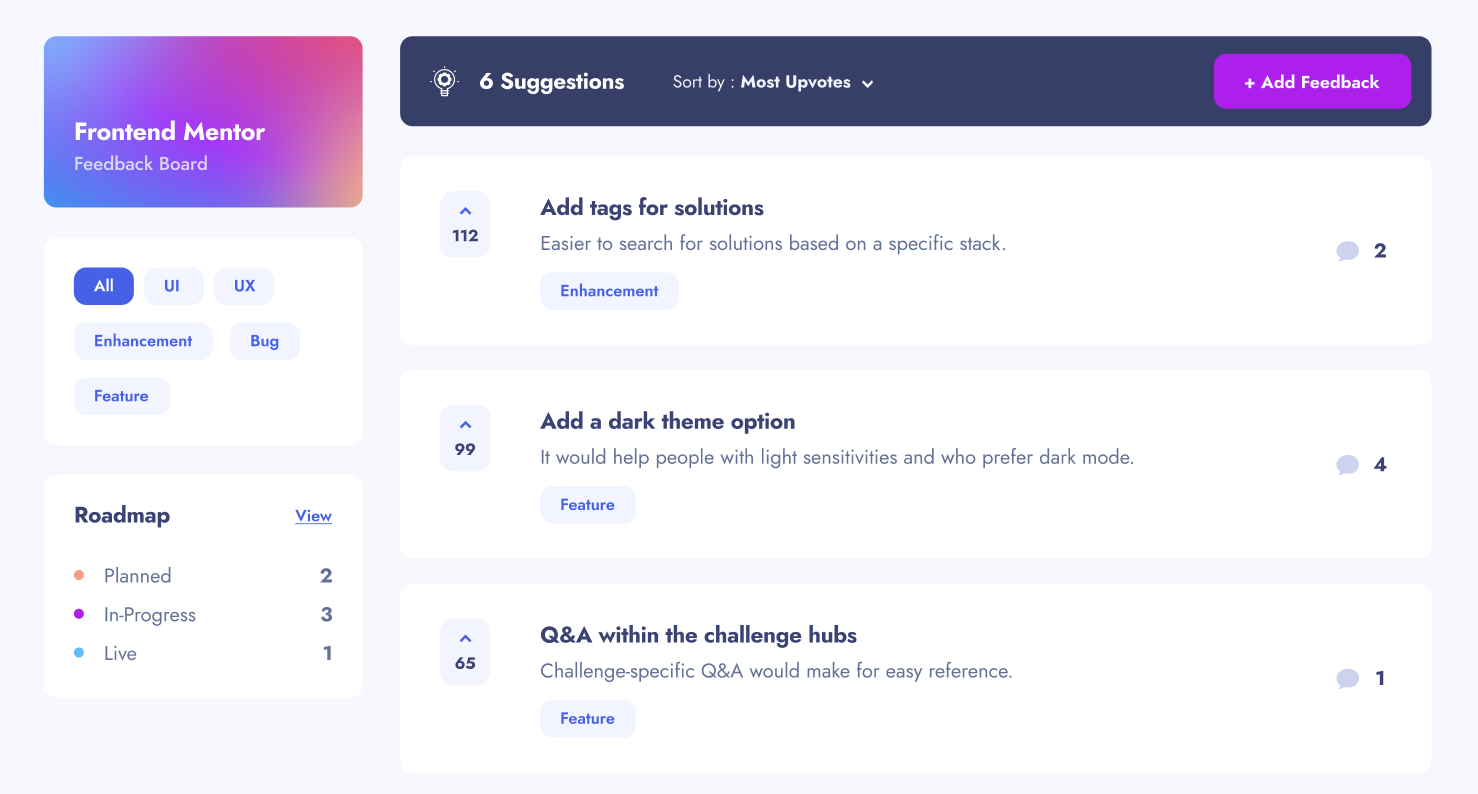 Frontend Mentor
Feedback Board
All UI UX
Enhancement Bug
Feature
Roadmap View
Planned 2
In-Progress 3
Live 1
6 Suggestions Sort by : Most Upvotes + Add Feedback
112
Add tags for solutions
Easier to search for solutions based on a specific stack.
Enhancement
2
99
Add a dark theme option
It would help people with light sensitivities and who prefer dark mode.
Feature
4
65
Q&A within the challenge hubs
Challenge-specific Q&A would make for easy reference.
Feature
1